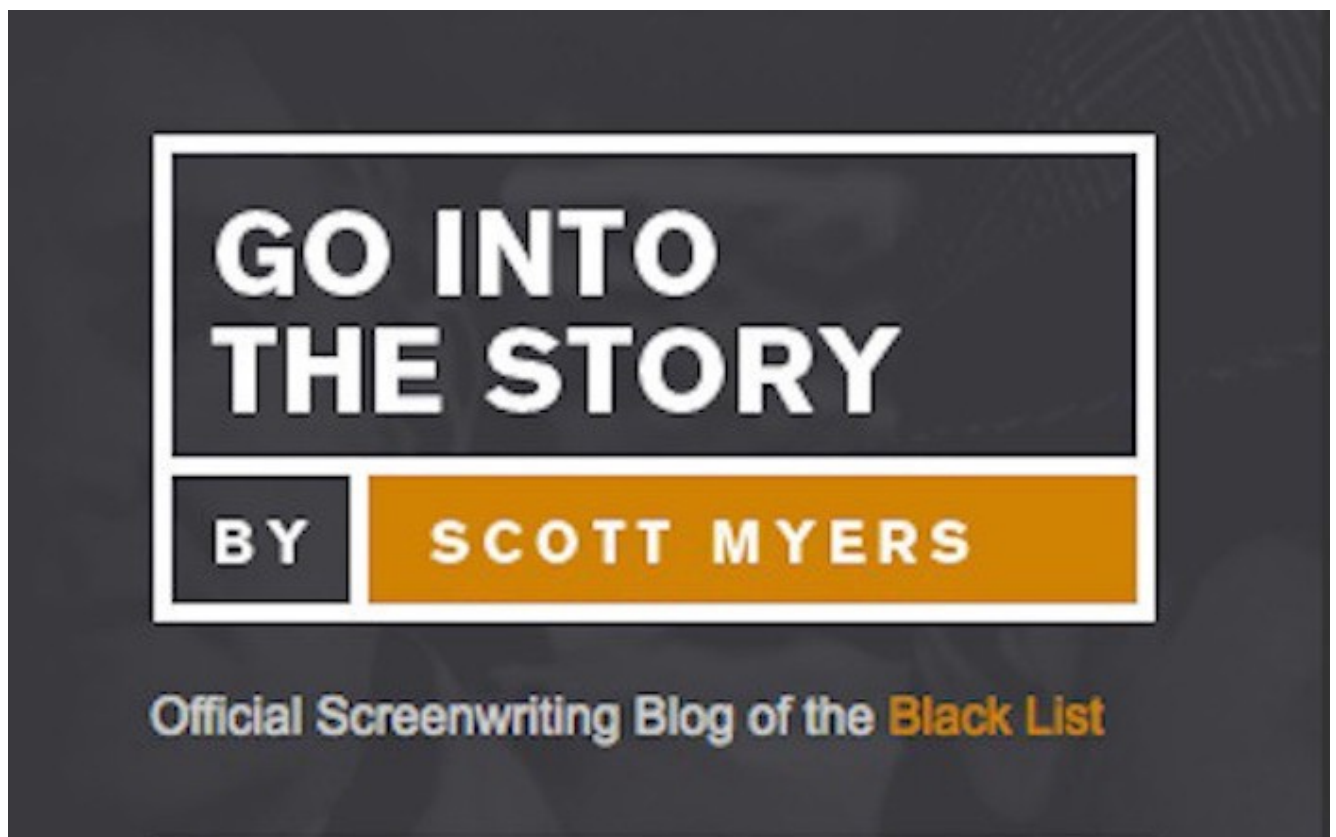 GO INTO
THE STORY
BY SCOTT MYERS
Official Screenwriting Blog of the Black List